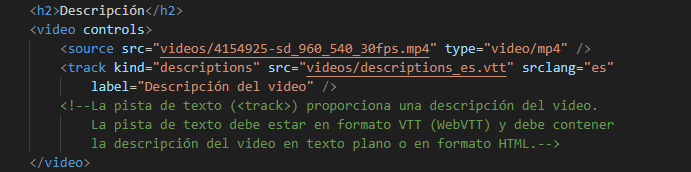 <h2>Descripción</h2>
<video controls>
<source src="videos/4154925-sd_960_540_30fps.mp4" type="video/mp4" />
<track kind="descriptions" src="videos/descriptions_es.vtt" srclang="es"
label="Descripción del video" />
<!--La pista de texto (<track>) proporciona una descripción del video.
La pista de texto debe estar en formato VTT (WebVTT) y debe contener
la descripción del video en texto plano o en formato HTML.-->
</video>